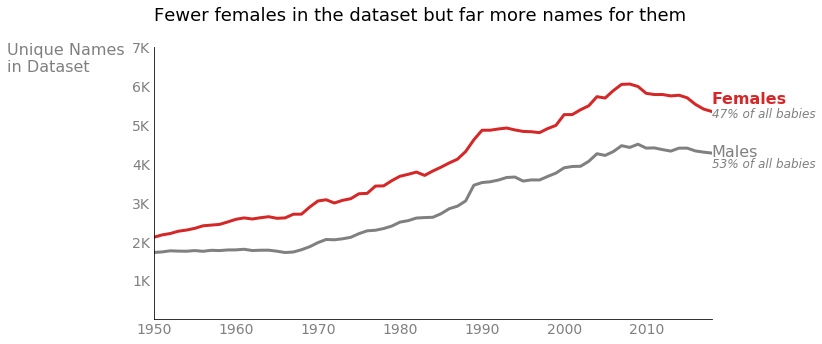 Fewer females in the dataset but far more names for them
Unique Names
in Dataset
7K
6K
5K
4K
3K
2K
1K
Females
47% of all babies
Males
53% of all babies
1950 1960 1970 1980 1990 2000 2010